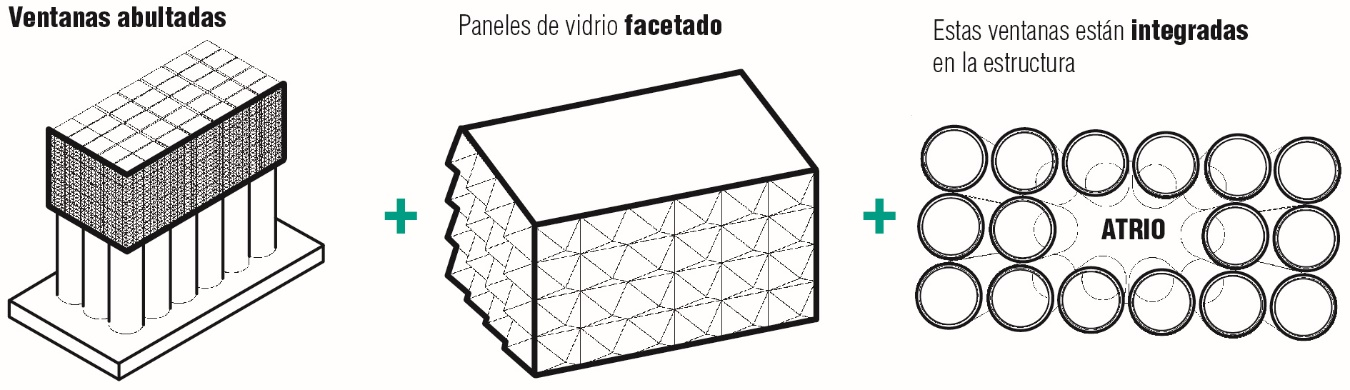 Ventanas abultadas
Paneles de vidrio facetado
Estas ventanas están integradas
en la estructura
+
+
ATRIO